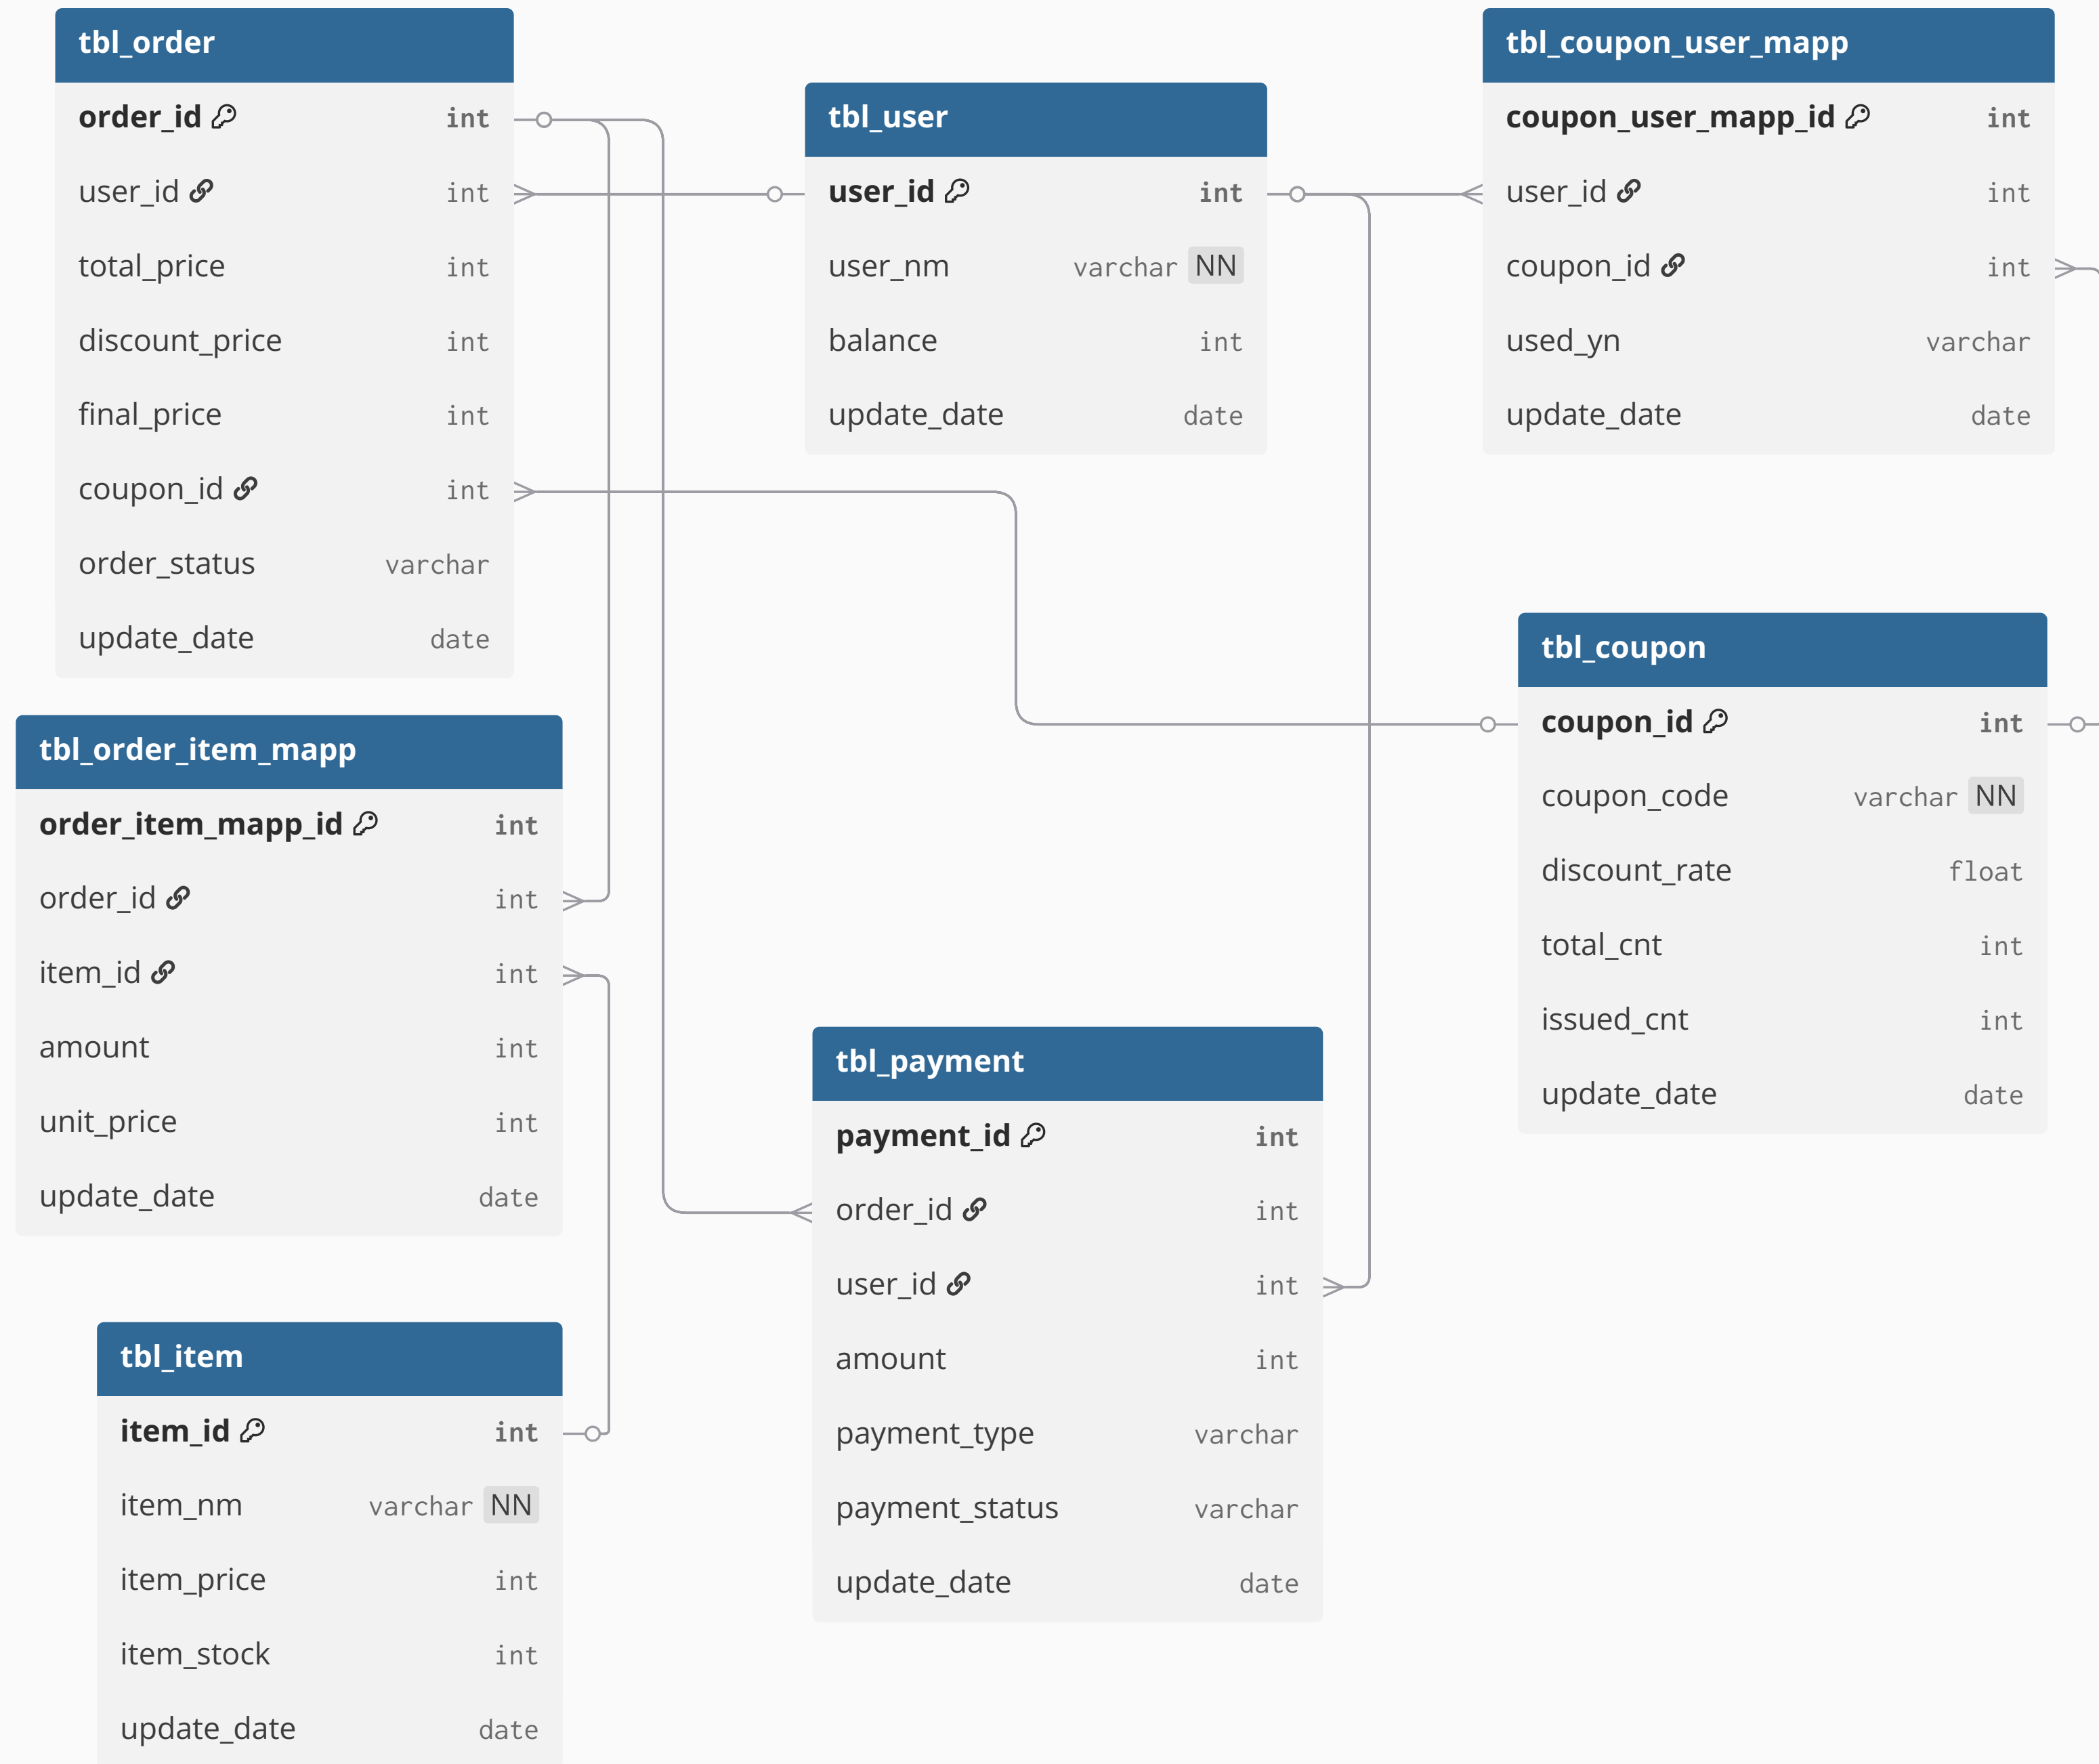 tbl_order
order_id int
user_id int
total_price int
discount_price int
final_price int
coupon_id int
order_status varchar
update_date date
tbl_user
user_id int
user_nm varchar NN
balance int
update_date date
tbl_coupon_user_mapp
coupon_user_mapp_id int
user_id int
coupon_id int
used_yn varchar
update_date date
tbl_order_item_mapp
order_item_mapp_id int
order_id int
item_id int
amount int
unit_price int
update_date date
tbl_coupon
coupon_id int
coupon_code varchar NN
discount_rate float
total_cnt int
issued_cnt int
update_date date
tbl_payment
payment_id int
order_id int
user_id int
amount int
payment_type varchar
payment_status varchar
update_date date
tbl_item
item_id int
item_nm varchar NN
item_price int
item_stock int
update_date date